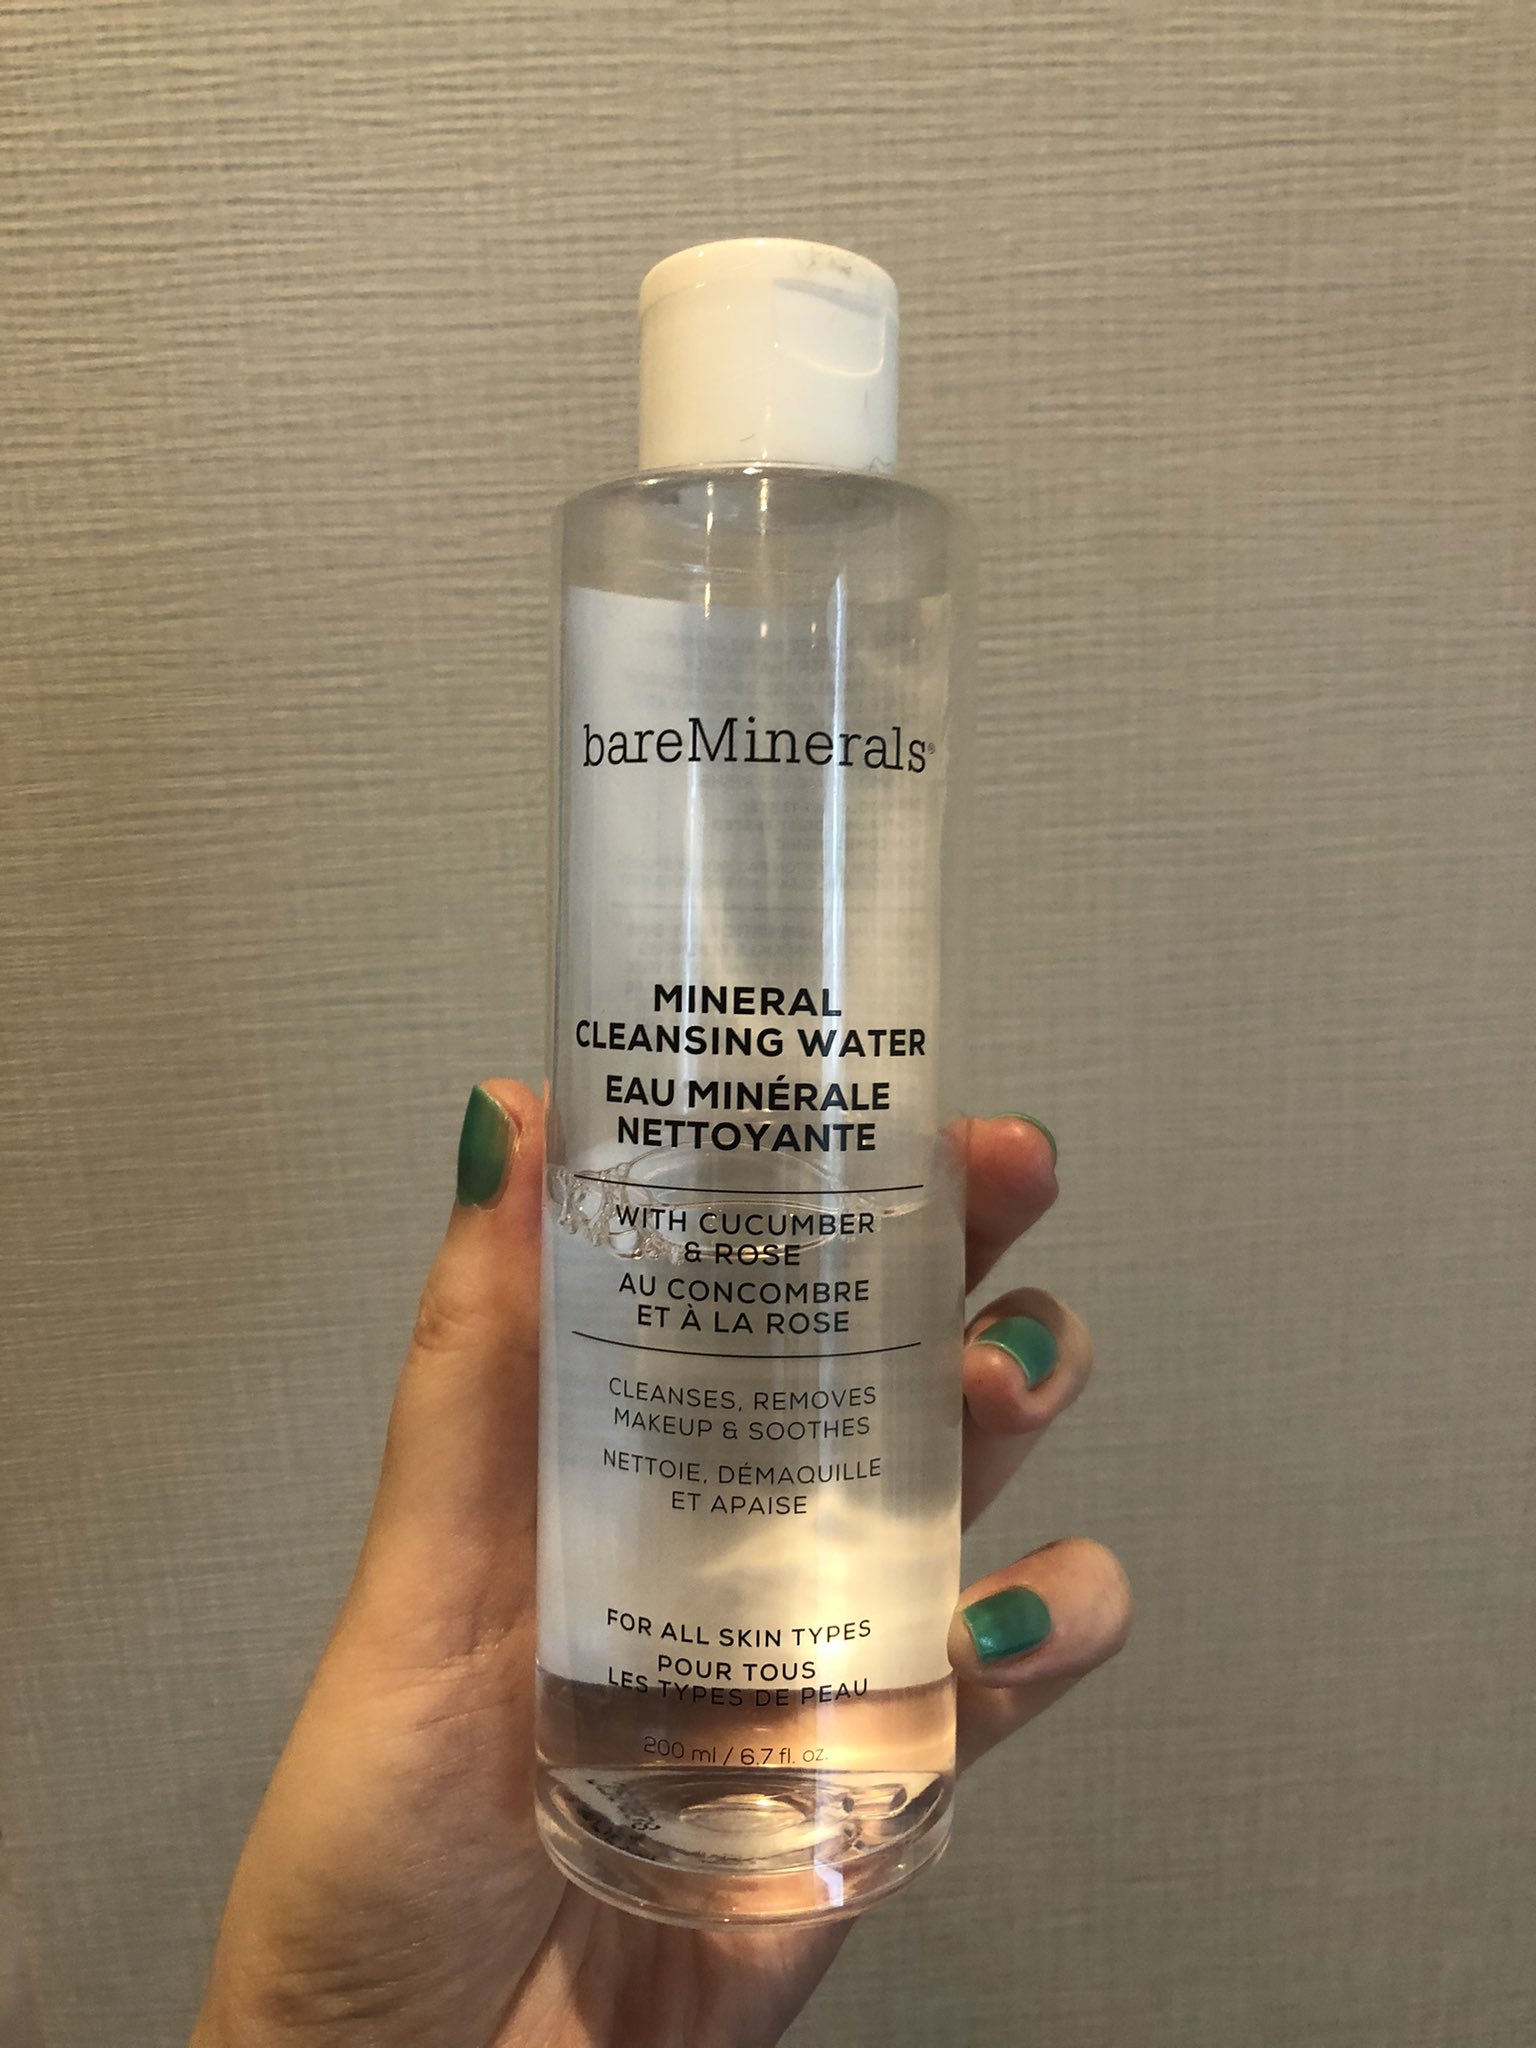 bareMinerals®
MINERAL
CLEANSING WATER
EAU MINÉRALE
NETTOYANTE
WITH CUCUMBER
& ROSE
AU CONCOMBRE
ET À LA ROSE
CLEANSES, REMOVES
MAKEUP & SOOTHES
NETTOIE, DÉMAQUILLE
ET APAISE
FOR ALL SKIN TYPES
POUR TOUS
LES TYPES DE PEAU
200 ml / 6.7 fl. oz.